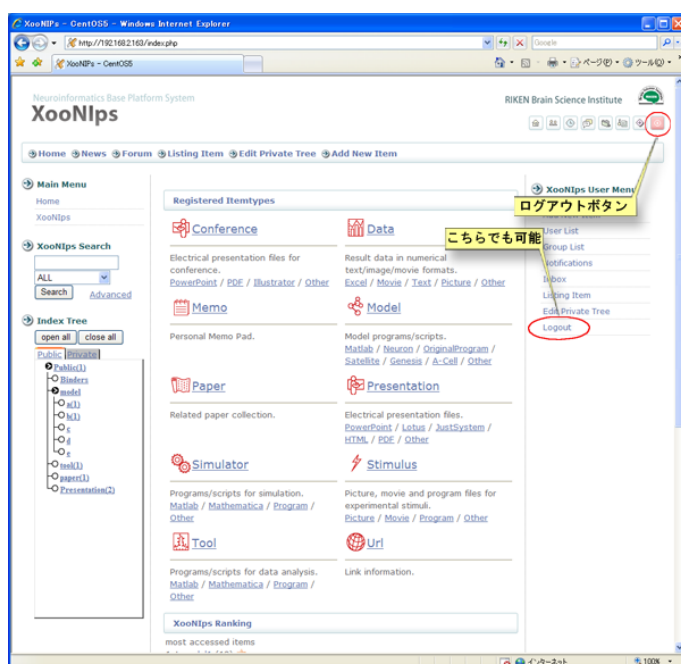 XooNIPs - CentOS5 - Windows Internet Explorer
http://192.168.2.163/index.php
Google
XooNIPs - CentOS5
ページ(P)
ツール(O)
Neuroinformatics Base Platform System
XooNIps
RIKEN Brain Science Institute
Home News Forum Listing Item Edit Private Tree Add New Item
Main Menu
Home
XooNIps
XooNIps Search
ALL
Search Advanced
Index Tree
open all close all
Public Private
Public(1)
Binders
model
a(1)
b(1)
c
d
e
tool(1)
paper(1)
Presentation(2)
Registered Itemtypes
Conference
Electrical presentation files for
conference.
PowerPoint / PDF / Illustrator / Other
Data
Result data in numerical
text/image/movie formats.
Excel / Movie / Text / Picture / Other
Memo
Personal Memo Pad.
Model
Model programs/scripts.
Matlab / Neuron / OriginalProgram /
Satellite / Genesis / A-Cell / Other
Paper
Related paper collection.
Presentation
Electrical presentation files.
PowerPoint / Lotus / JustSystem /
HTML / PDF / Other
Simulator
Programs/scripts for simulation.
Matlab / Mathematica / Program /
Other
Stimulus
Picture, movie and program files for
experimental stimuli.
Picture / Movie / Program / Other
Tool
Programs/scripts for data analysis.
Matlab / Mathematica / Program /
Other
Url
Link information.
XooNIps Ranking
most accessed items
XooNIps User Menu
ログアウトボタン
こちらでも可能
User List
Group List
Notifications
Inbox
Listing Item
Edit Private Tree
Logout
インターネット
100%